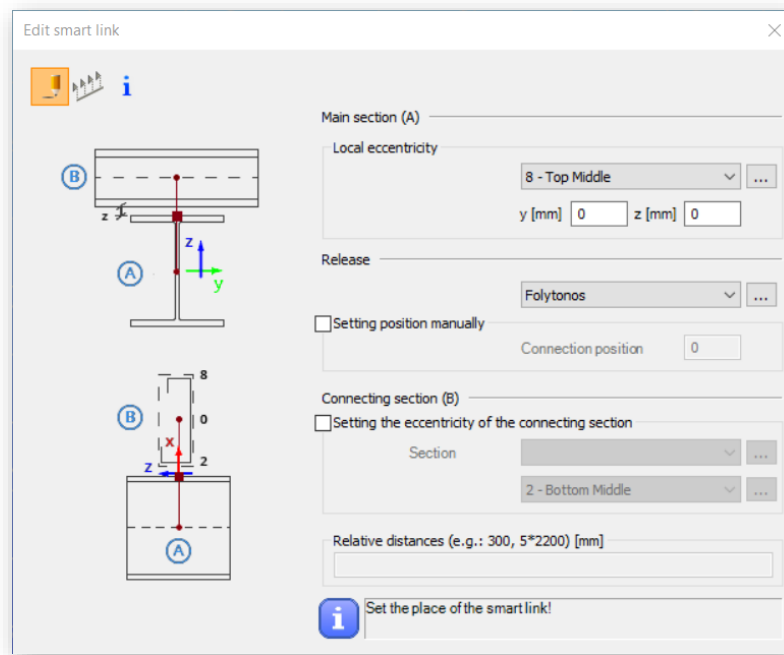 Edit smart link
i
Main section (A)
Local eccentricity
8 - Top Middle
...
y [mm] 0 z [mm] 0
Release
Folytonos
...
Setting position manually
Connection position 0
Connecting section (B)
Setting the eccentricity of the connecting section
Section
...
2 - Bottom Middle
...
Relative distances (e.g.: 300, 5*2200) [mm]
i
Set the place of the smart link!
B
z
z
A
y
8
B
0
x
2
z
A